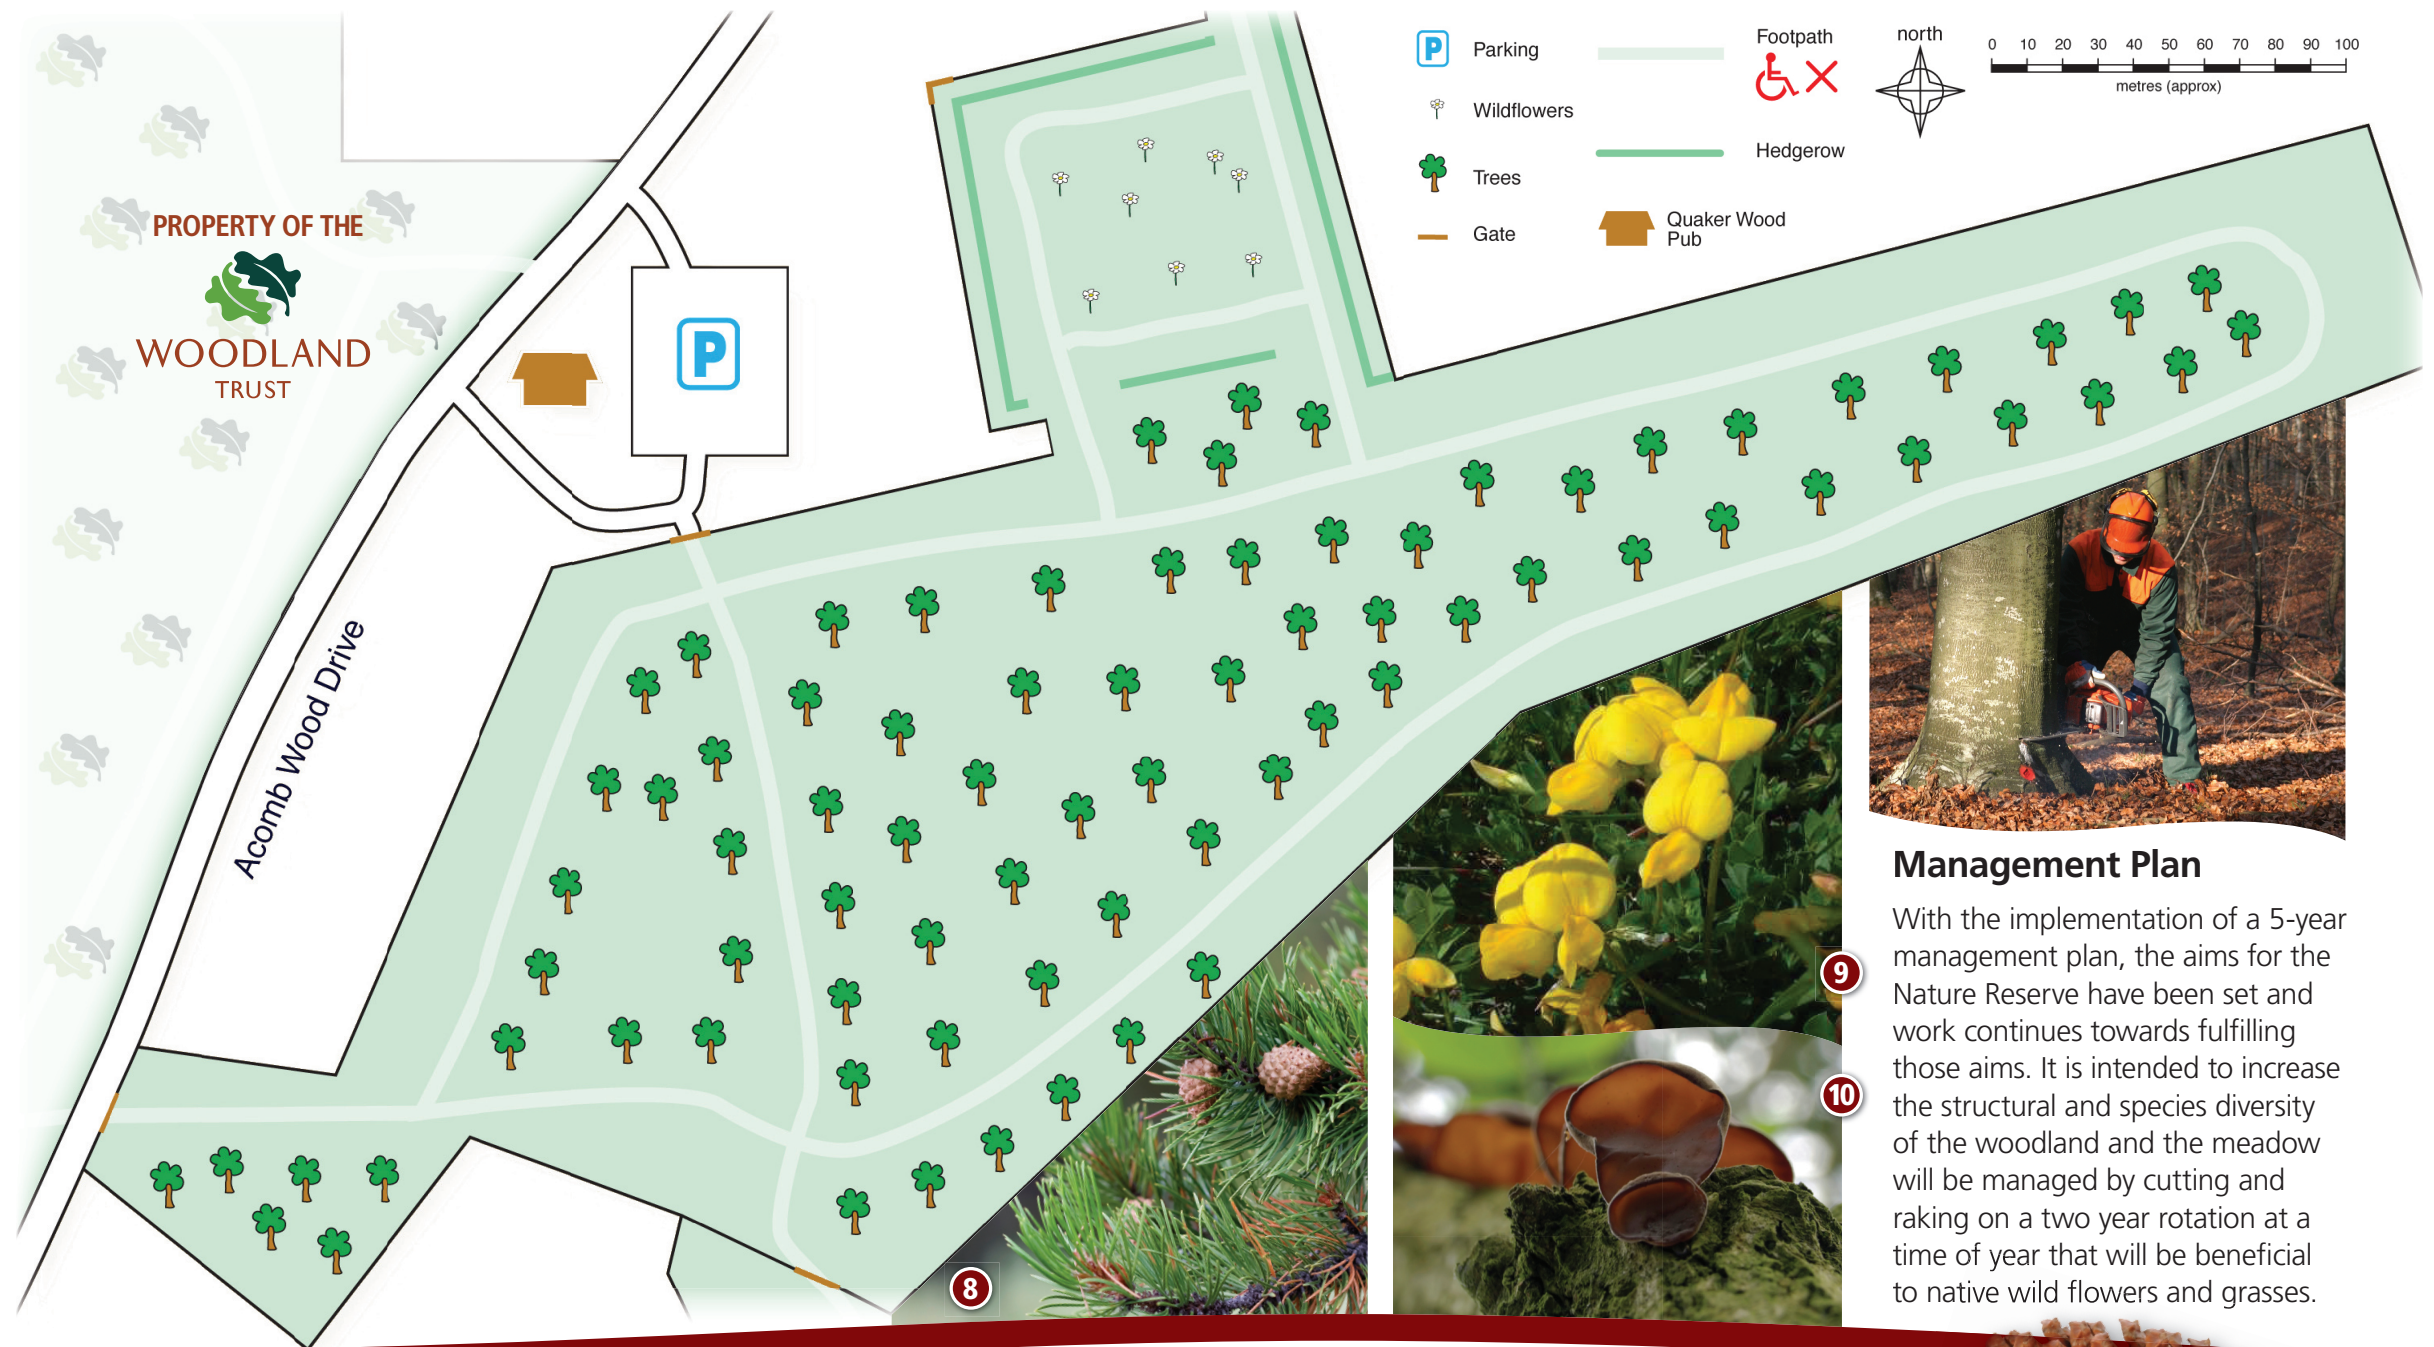 PROPERTY OF THE
WOODLAND
TRUST
P
Acomb Wood Drive
P Parking
Wildflowers
Trees
Gate
Footpath
Hedgerow
Quaker Wood
Pub
north
0 10 20 30 40 50 60 70 80 90 100
metres (approx)
8
9
10
Management Plan
With the implementation of a 5-year
management plan, the aims for the
Nature Reserve have been set and
work continues towards fulfilling
those aims. It is intended to increase
the structural and species diversity
of the woodland and the meadow
will be managed by cutting and
raking on a two year rotation at a
time of year that will be beneficial
to native wild flowers and grasses.